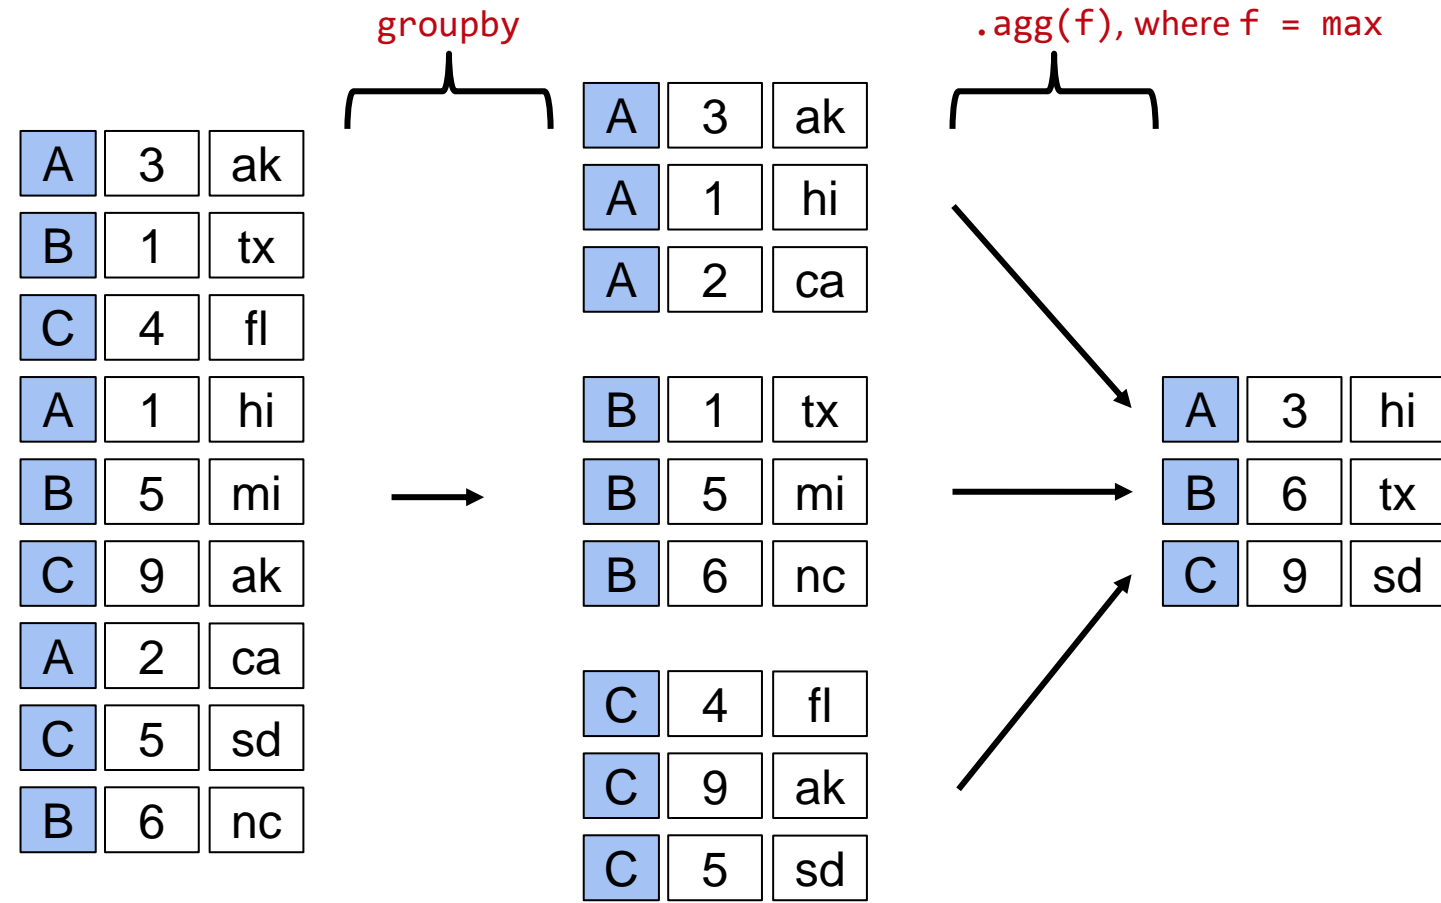 groupby
.agg(f), where f = max
A 3 ak
B 1 tx
C 4 fl
A 1 hi
B 5 mi
C 9 ak
A 2 ca
C 5 sd
B 6 nc
A 3 ak
A 1 hi
A 2 ca
B 1 tx
B 5 mi
B 6 nc
C 4 fl
C 9 ak
C 5 sd
A 3 hi
B 6 tx
C 9 sd